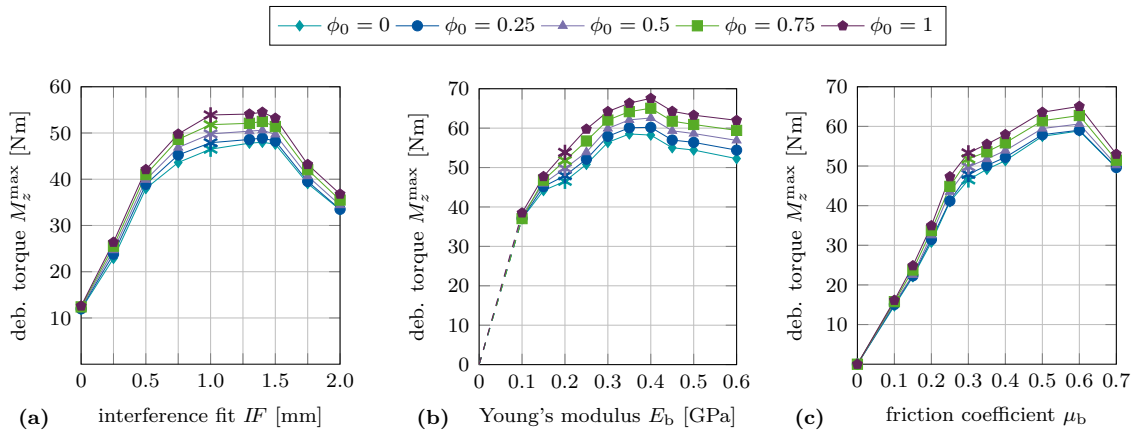 ϕ₀ = 0 ϕ₀ = 0.25 ϕ₀ = 0.5 ϕ₀ = 0.75 ϕ₀ = 1
deb. torque M_z^max [Nm]
60
50
40
30
20
10
0 0.5 1.0 1.5 2.0
(a) interference fit IF [mm]
deb. torque M_z^max [Nm]
70
60
50
40
30
20
10
0
0 0.1 0.2 0.3 0.4 0.5 0.6
(b) Young's modulus E_b [GPa]
deb. torque M_z^max [Nm]
70
60
50
40
30
20
10
0
0 0.1 0.2 0.3 0.4 0.5 0.6 0.7
(c) friction coefficient μ_b